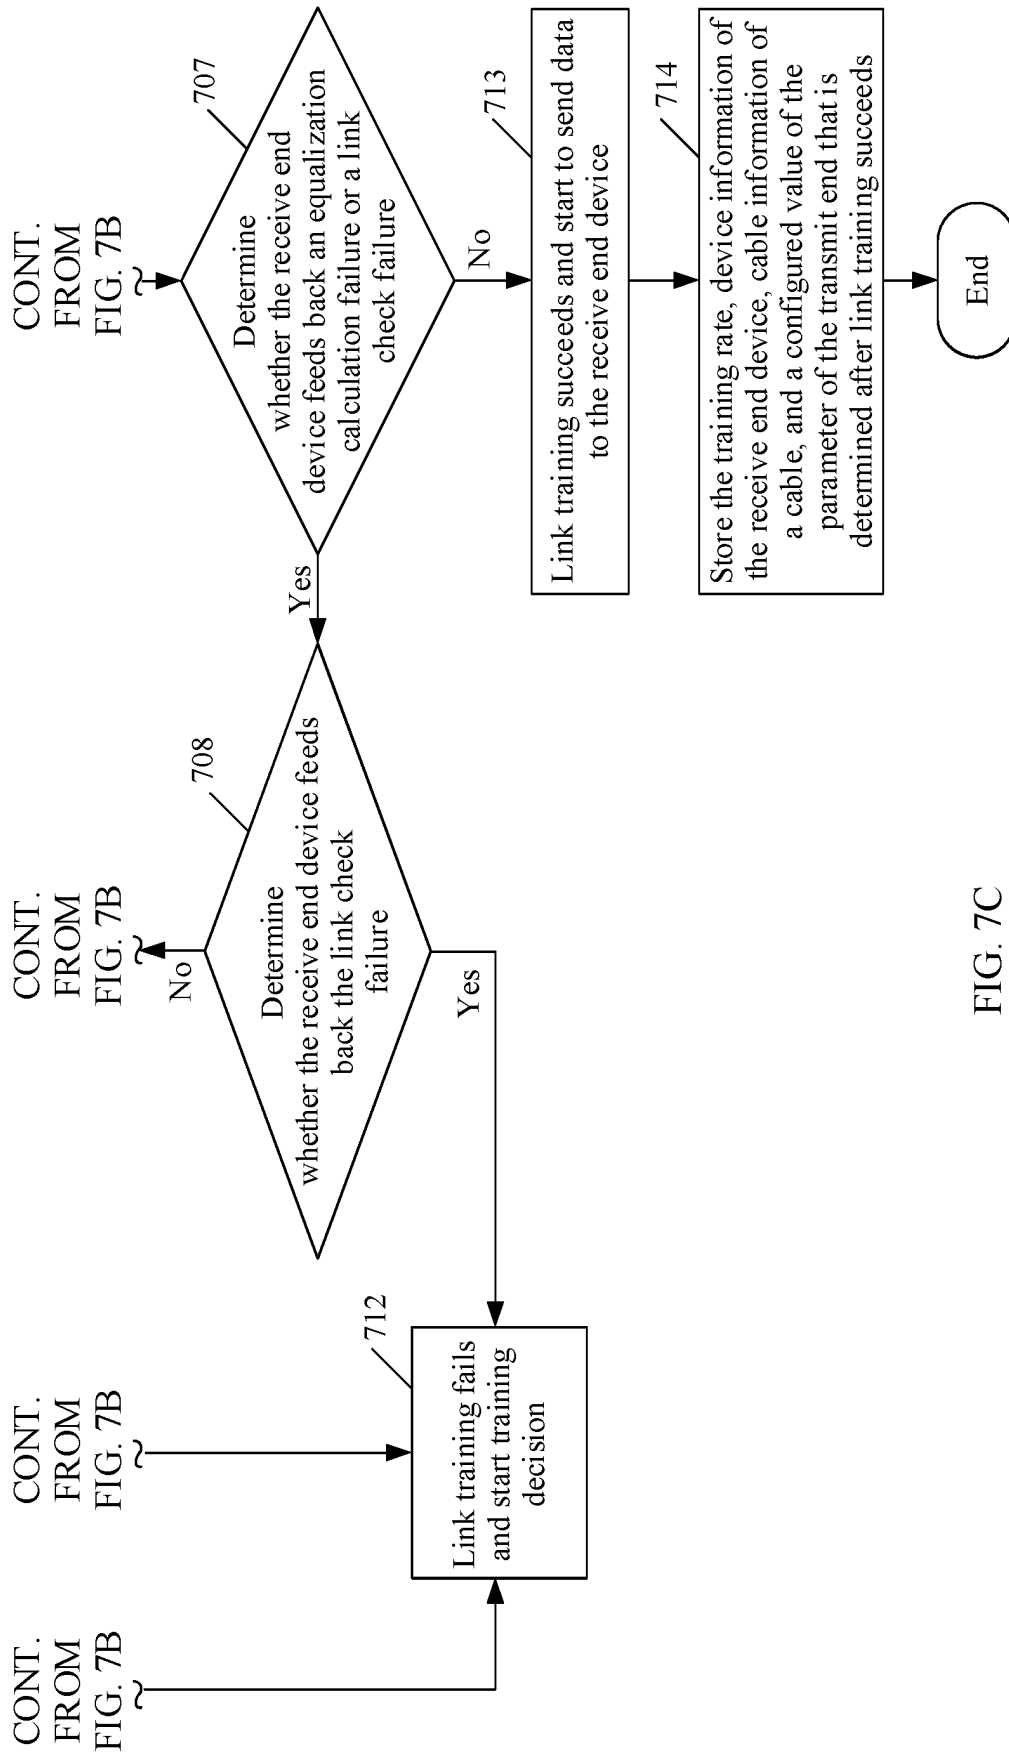 CONT.
FROM
FIG. 7B
CONT.
FROM
FIG. 7B
CONT.
FROM
FIG. 7B
CONT.
FROM
FIG. 7B
707
Determine
whether the receive end
device feeds back an equalization
calculation failure or a link
check failure
Yes
No
708
Determine
whether the receive end device feeds
back the link check
failure
No
Yes
712
Link training fails
and start training
decision
713
Link training succeeds and start to send data
to the receive end device
714
Store the training rate, device information of
the receive end device, cable information of
a cable, and a configured value of the
parameter of the transmit end that is
determined after link training succeeds
End
FIG. 7C